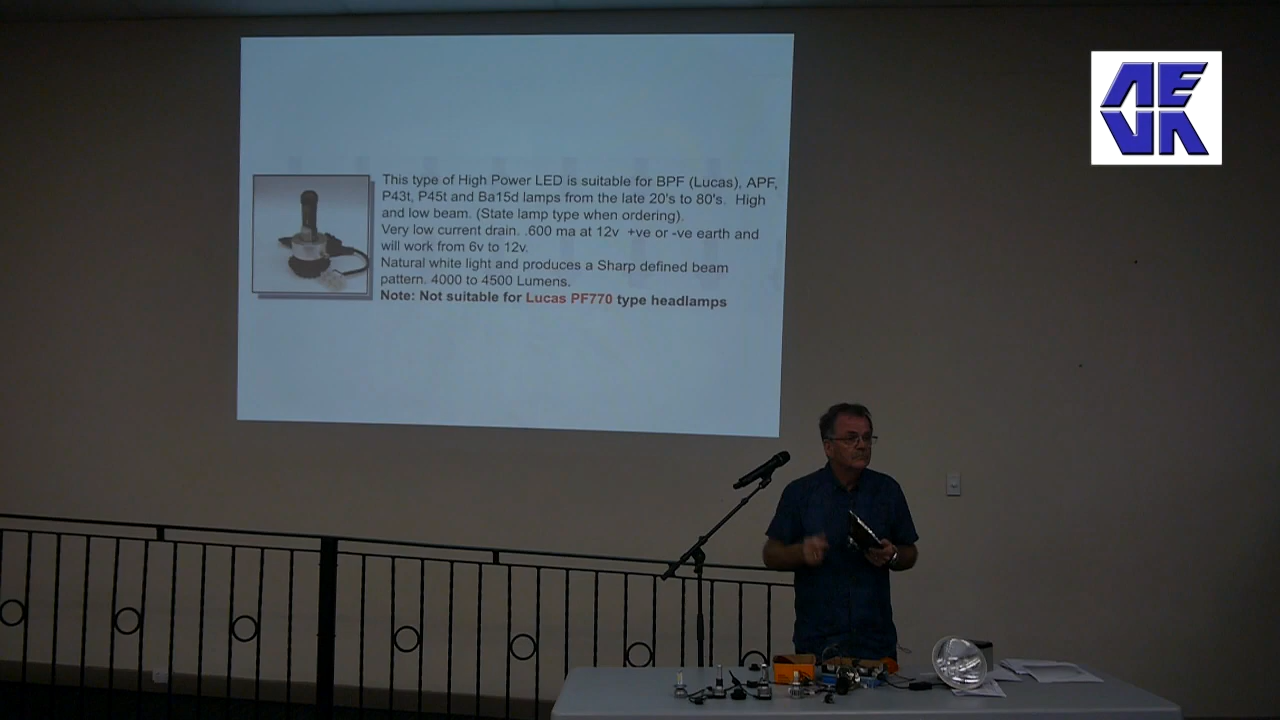 This type of High Power LED is suitable for BPF (Lucas), APF,
P43t, P45t and Ba15d lamps from the late 20's to 80's. High
and low beam. (State lamp type when ordering).
Very low current drain. .600 ma at 12v +ve or -ve earth and
will work from 6v to 12v.
Natural white light and produces a Sharp defined beam
pattern. 4000 to 4500 Lumens.
Note: Not suitable for Lucas PF770 type headlamps